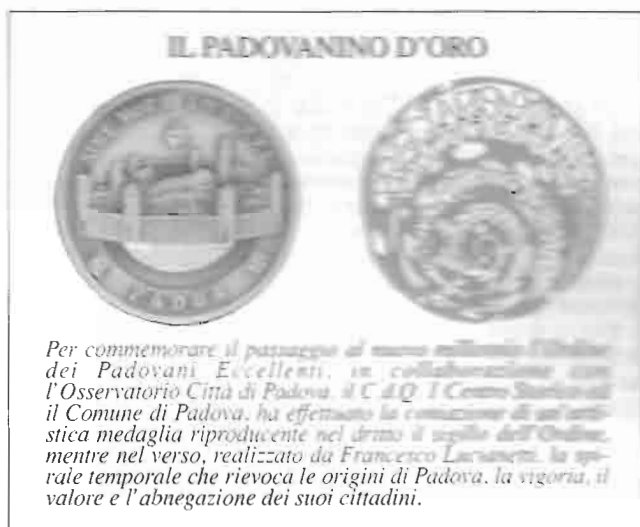 IL PADOVANINO D'ORO
Per commemorare il passaggio al nuovo millennio l'Ordine
dei Padovani Eccellenti, in collaborazione con
l'Osservatorio Città di Padova, il C.d.Q. 1 Centro Storico ed
il Comune di Padova, ha effettuato la coniazione di un'arti-
stica medaglia riproducente nel dritto il sigillo dell'Ordine,
mentre nel verso, realizzato da Francesco la spi-
rale temporale che rievoca le origini di Padova, la vigoria, il
valore e l'abnegazione dei suoi cittadini.